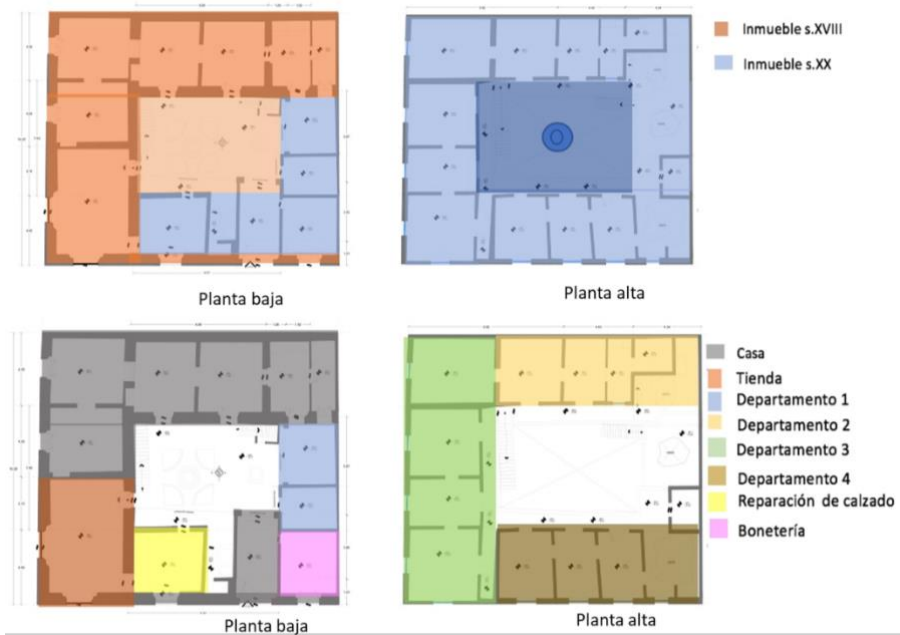 Inmueble s.XVIII
Inmueble s.XX
Planta baja
Planta alta
Casa
Tienda
Departamento 1
Departamento 2
Departamento 3
Departamento 4
Reparación de calzado
Bonetería
Planta baja
Planta alta